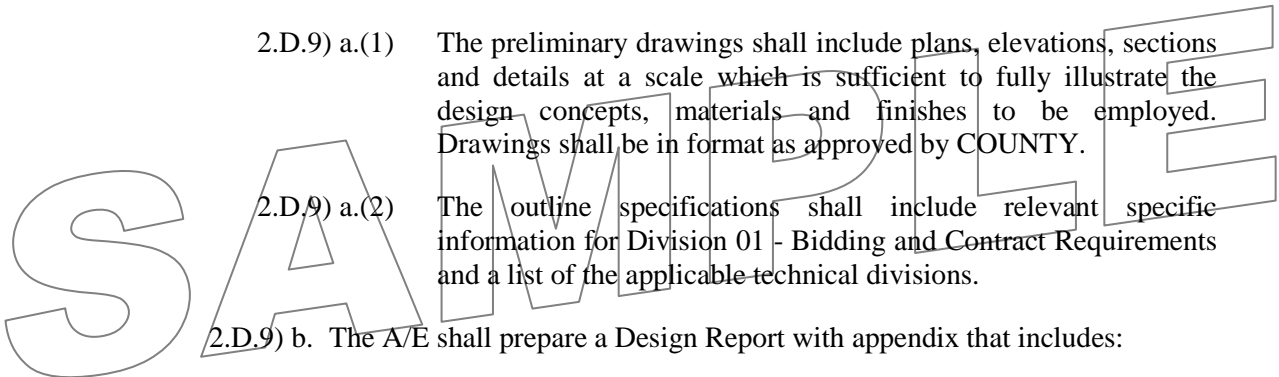 2.D.9) a.(1) The preliminary drawings shall include plans, elevations, sections
and details at a scale which is sufficient to fully illustrate the
design concepts, materials and finishes to be employed.
Drawings shall be in format as approved by COUNTY.
2.D.9) a.(2) The outline specifications shall include relevant specific
information for Division 01 - Bidding and Contract Requirements
and a list of the applicable technical divisions.
2.D.9) b. The A/E shall prepare a Design Report with appendix that includes:
SAMPLE